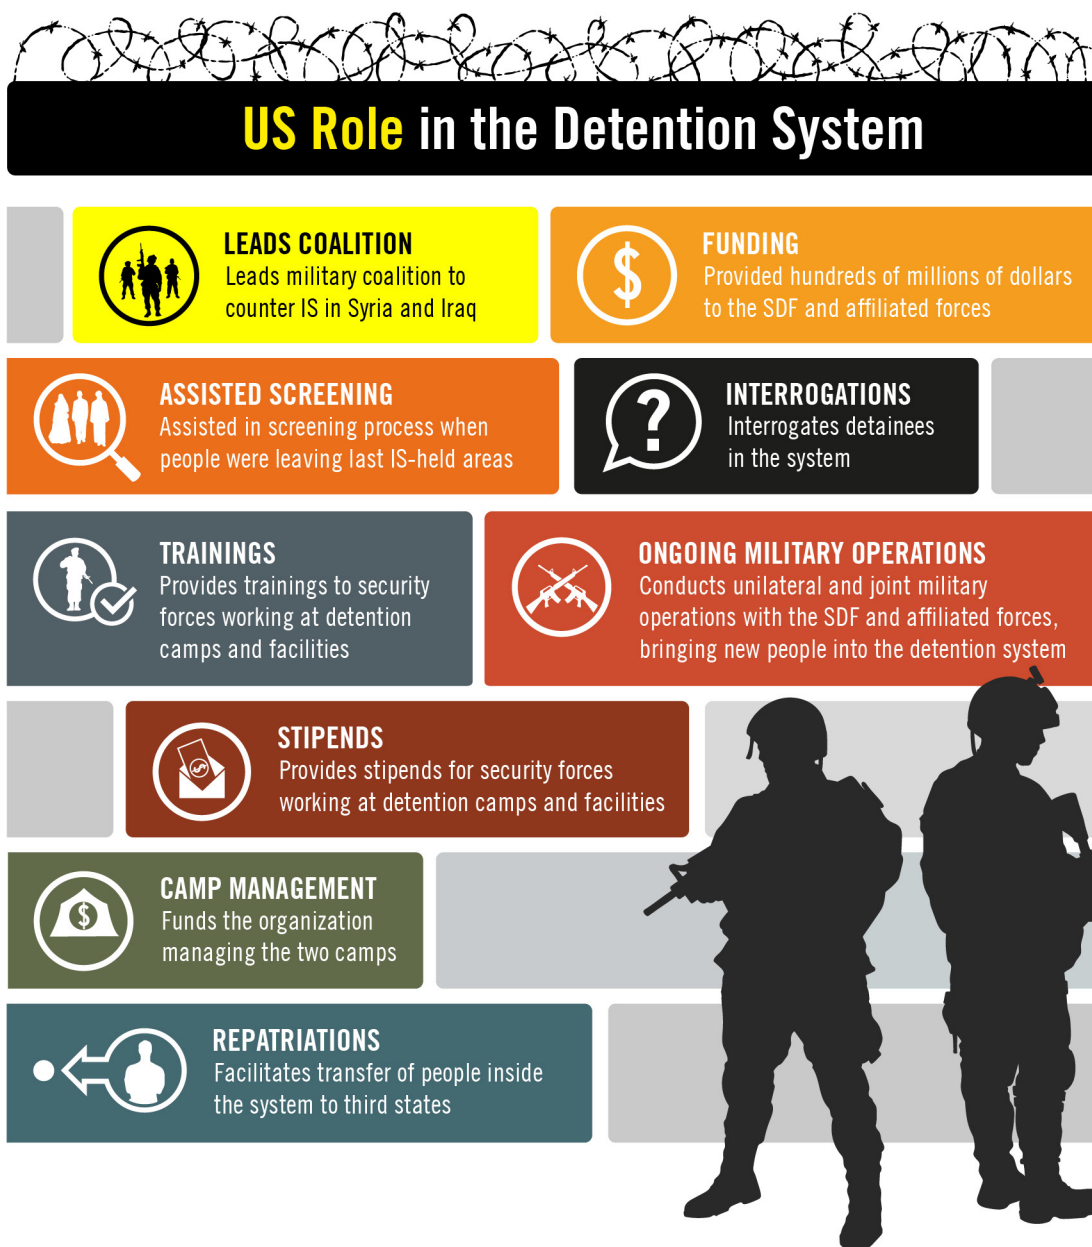 US Role in the Detention System
LEADS COALITION
Leads military coalition to
counter IS in Syria and Iraq
FUNDING
Provided hundreds of millions of dollars
to the SDF and affiliated forces
ASSISTED SCREENING
Assisted in screening process when
people were leaving last IS-held areas
INTERROGATIONS
Interrogates detainees
in the system
TRAININGS
Provides trainings to security
forces working at detention
camps and facilities
ONGOING MILITARY OPERATIONS
Conducts unilateral and joint military
operations with the SDF and affiliated forces,
bringing new people into the detention system
STIPENDS
Provides stipends for security forces
working at detention camps and facilities
CAMP MANAGEMENT
Funds the organization
managing the two camps
REPATRIATIONS
Facilitates transfer of people inside
the system to third states